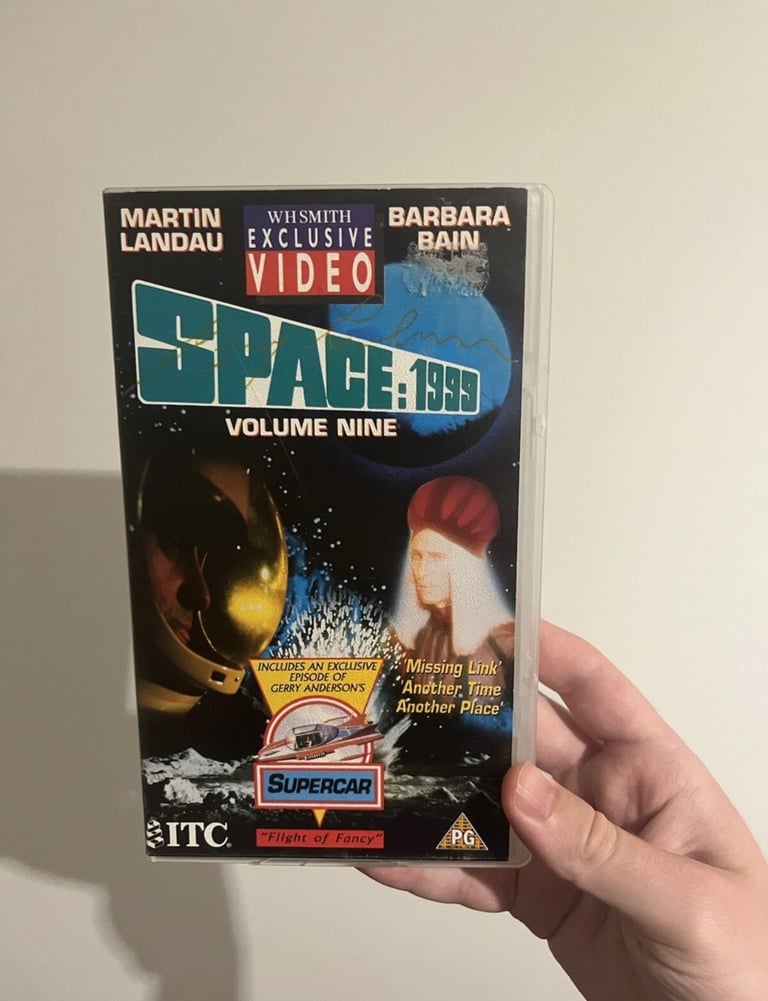 MARTIN
LANDAU
WHSMITH
EXCLUSIVE
VIDEO
BARBARA
BAIN
SPACE: 1999
VOLUME NINE
INCLUDES AN EXCLUSIVE
EPISODE OF
GERRY ANDERSON'S
SUPERCAR
"Flight of Fancy"
'Missing Link'
'Another Time
Another Place'
ITC
PG